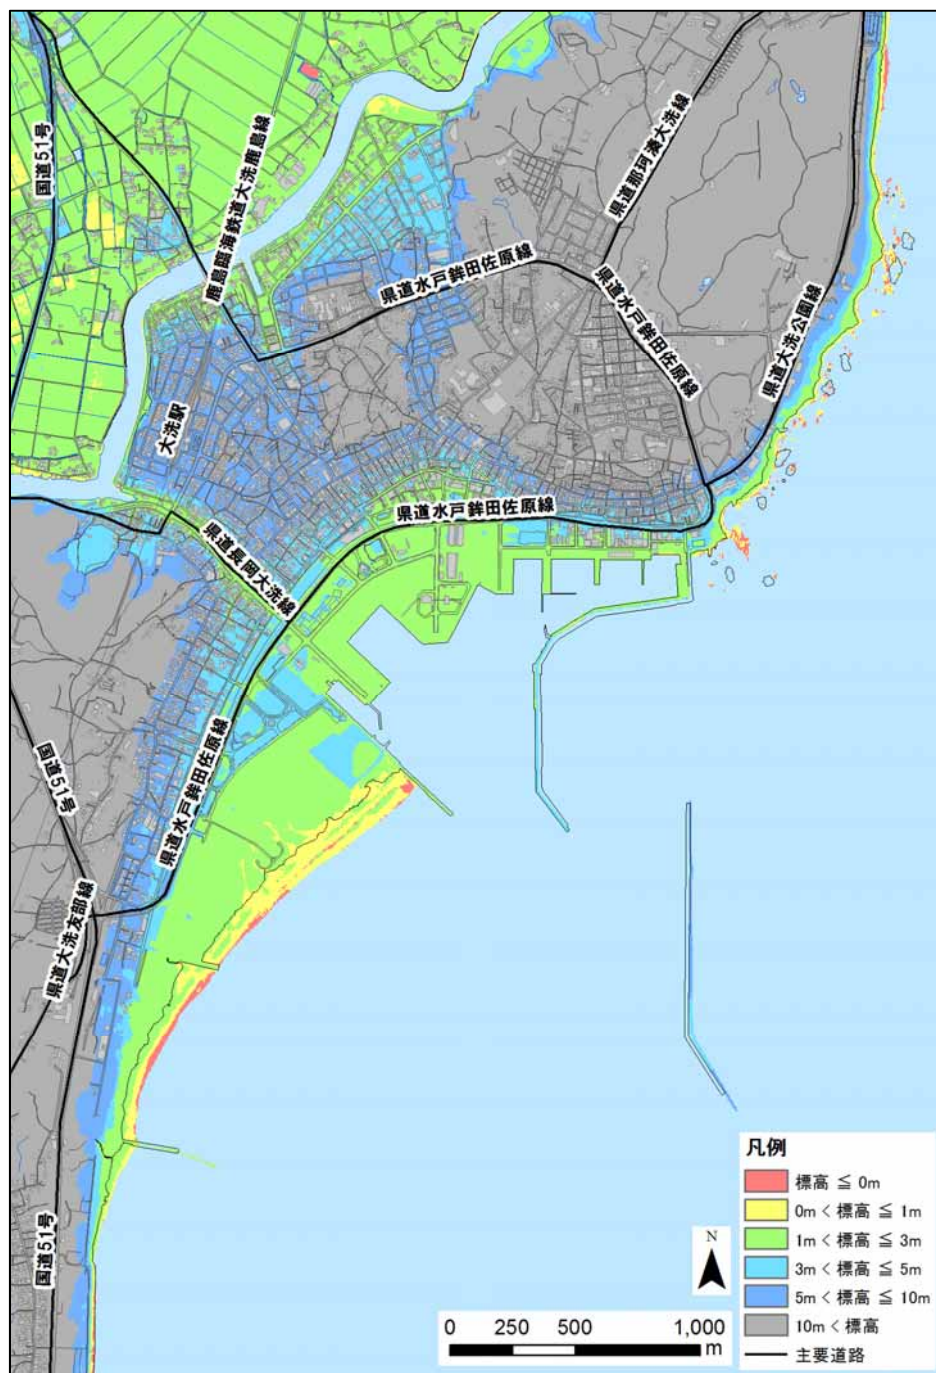 国道51号
鹿島臨海鉄道大洗鹿島線
県道那珂湊大洗線
県道水戸鉾田佐原線
県道水戸鉾田佐原線
県道大洗公園線
大洗駅
県道水戸鉾田佐原線
県道長岡大洗線
国道51号
県道水戸鉾田佐原線
県道大洗友部線
国道51号
凡例
標高 ≦ 0m
0m < 標高 ≦ 1m
1m < 標高 ≦ 3m
3m < 標高 ≦ 5m
5m < 標高 ≦ 10m
10m < 標高
主要道路
N
0 250 500 1,000
m